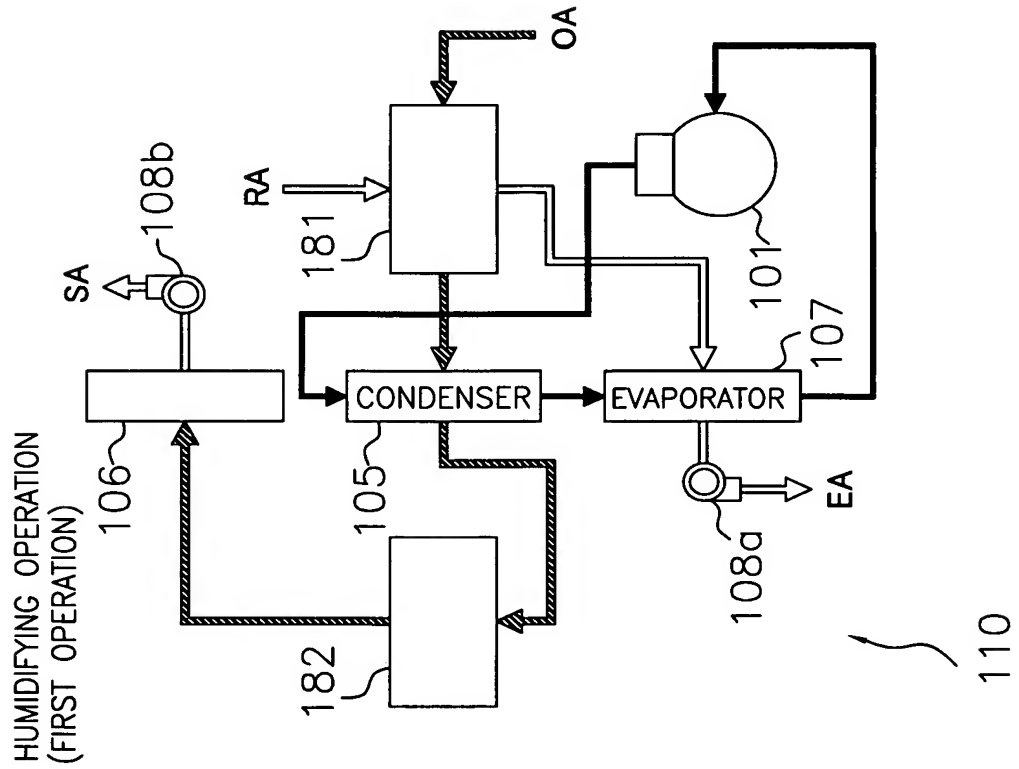 HUMIDIFYING OPERATION
(FIRST OPERATION)
SA
108b
RA
OA
106
181
CONDENSER
105
EVAPORATOR
107
101
182
108a
EA
110